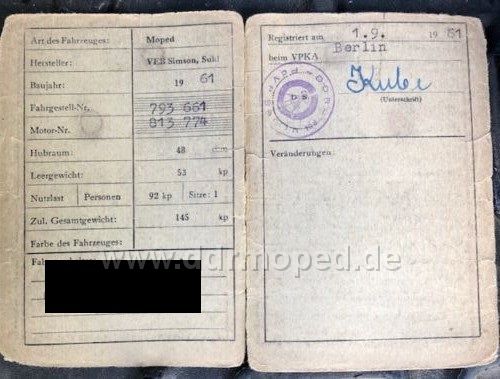 Art des Fahrzeuges: Moped
Hersteller: VEB Simson, Suhl
Baujahr: 19 61
Fahrgestell-Nr. 793 661
Motor-Nr. 813 774
Hubraum: 48 cm
Leergewicht: 53 kp
Nutzlast Personen 92 kp Sitze: 1
Zul. Gesamtgewicht: 145 kp
Farbe des Fahrzeuges:
Registriert am 1.9. 19 61
beim VPKA Berlin
Kube
(Unterschrift)
Veränderungen:
www.ddrmoped.de